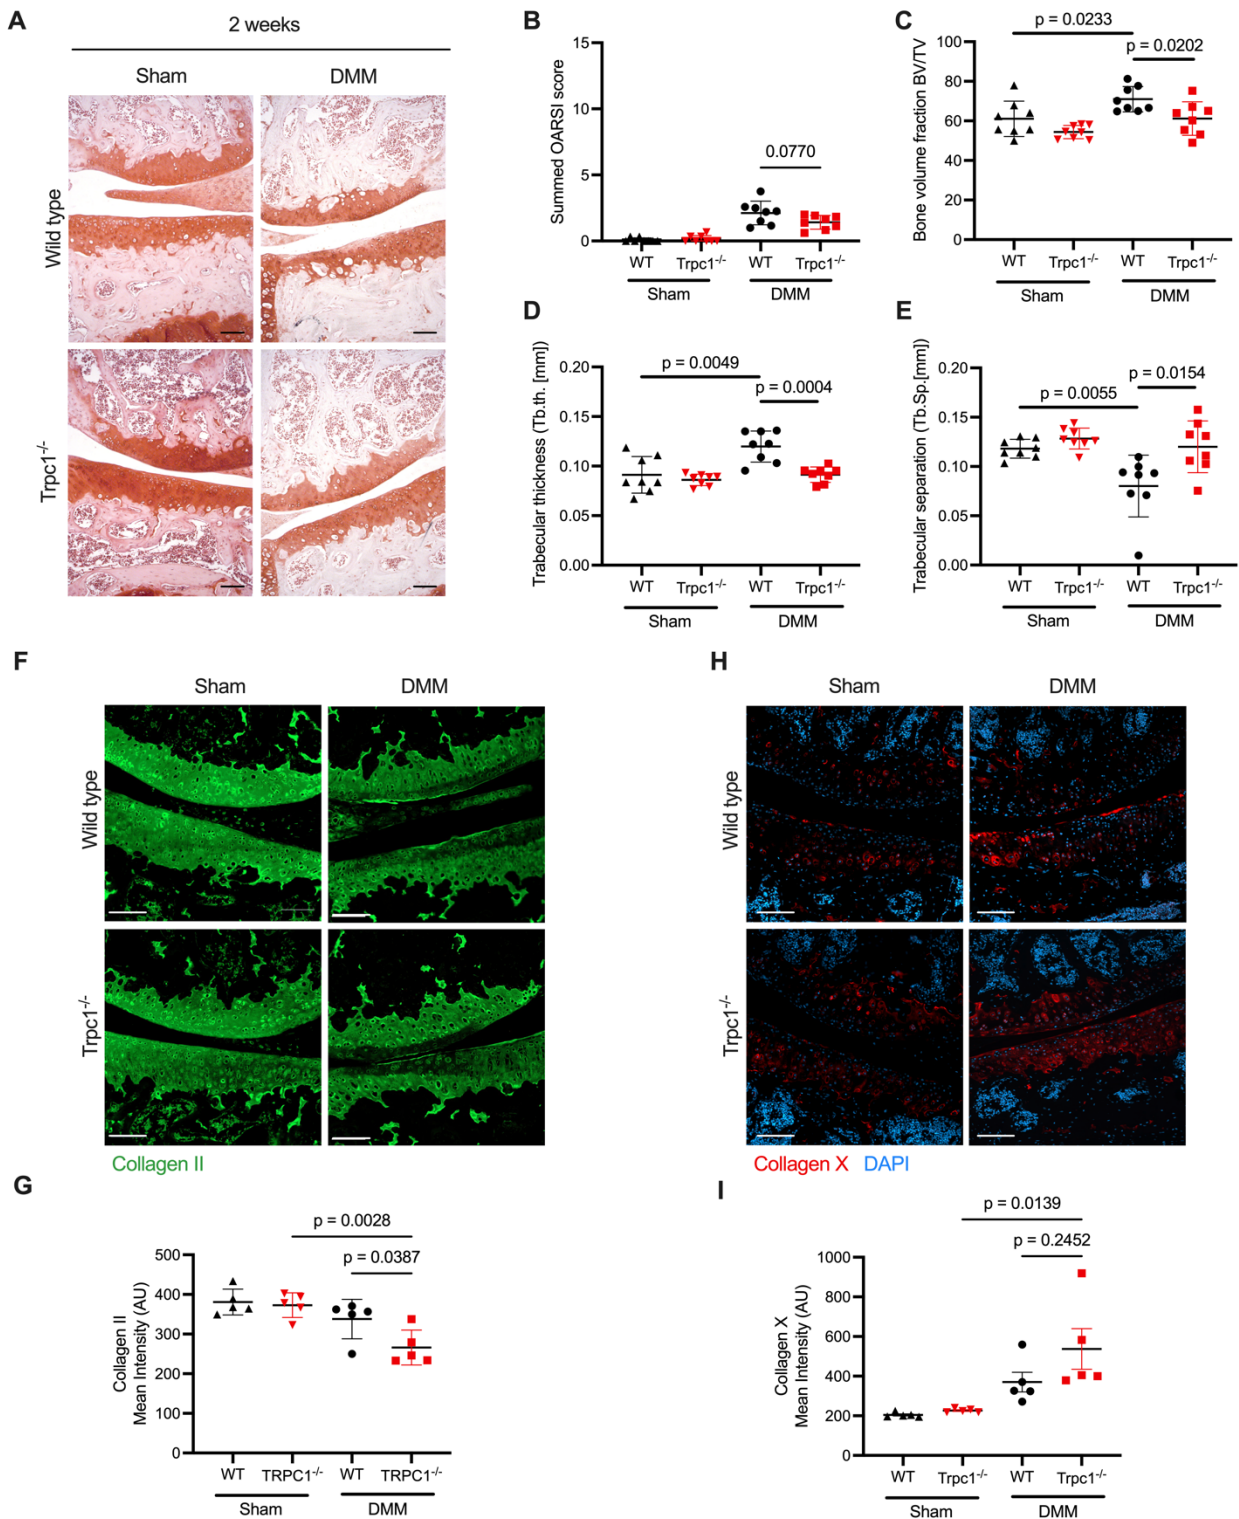 A
2 weeks
Sham
DMM
Wild type
Trpc1-/-
B
Summed OARSI score
15
10
5
0
0.0770
WT
Trpc1-/-
WT
Trpc1-/-
Sham
DMM
C
Bone volume fraction BV/TV
p = 0.0233
p = 0.0202
100
80
60
40
20
0
WT
Trpc1-/-
WT
Trpc1-/-
Sham
DMM
D
Trabecular thickness (Tb.th. [mm])
p = 0.0049
p = 0.0004
0.20
0.15
0.10
0.05
0.00
WT
Trpc1-/-
WT
Trpc1-/-
Sham
DMM
E
Trabecular separation (Tb.Sp.[mm])
p = 0.0154
p = 0.0055
0.20
0.15
0.10
0.05
0.00
WT
Trpc1-/-
WT
Trpc1-/-
Sham
DMM
F
Sham
DMM
Wild type
Trpc1-/-
Collagen II
H
Sham
DMM
Wild type
Trpc1-/-
Collagen X DAPI
G
Collagen II
Mean Intensity (AU)
p = 0.0028
p = 0.0387
500
400
300
200
100
0
WT
TRPC1-/-
WT
TRPC1-/-
Sham
DMM
I
Collagen X
Mean Intensity (AU)
p = 0.0139
p = 0.2452
1000
800
600
400
200
0
WT
Trpc1-/-
WT
Trpc1-/-
Sham
DMM